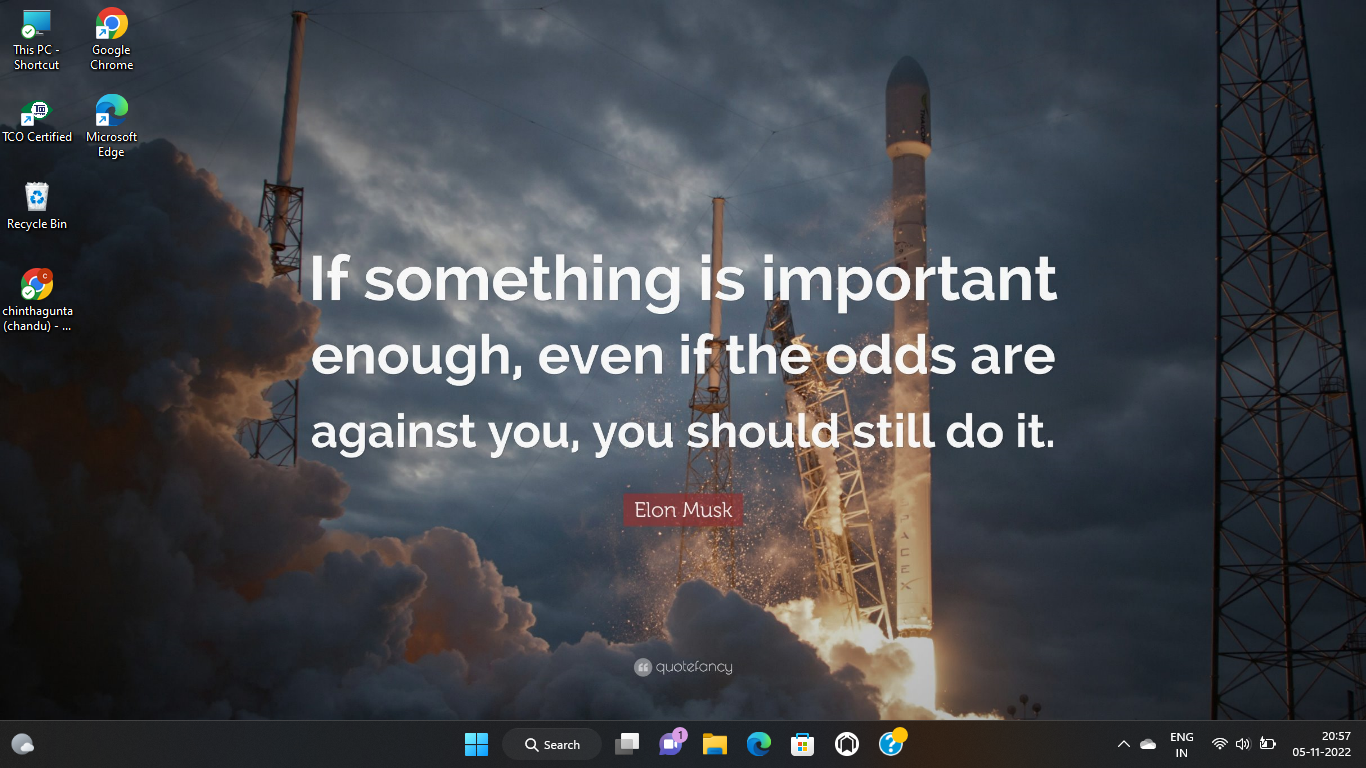 This PC -
Shortcut
Google
Chrome
TCO Certified
Microsoft
Edge
Recycle Bin
chinthagunta
(chandu) - ...
If something is important
enough, even if the odds are
against you, you should still do it.
Elon Musk
SPACEX
quotefancy
Search
1
ENG
IN
20:57
05-11-2022